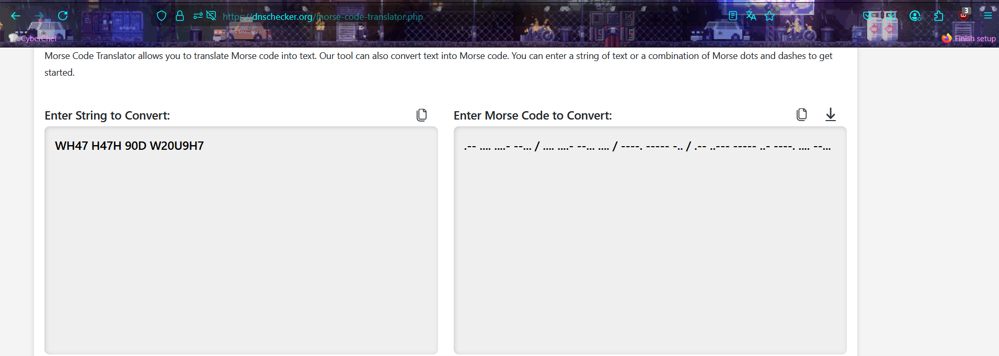 https://dnschecker.org/morse-code-translator.php
3
CyberChef
Finish setup
Morse Code Translator allows you to translate Morse code into text. Our tool can also convert text into Morse code. You can enter a string of text or a combination of Morse dots and dashes to get
started.
Enter String to Convert:
Enter Morse Code to Convert:
WH47 H47H 90D W20U9H7
.-- .... ....- --... / .... ....- --... .... / ----. ----- -.. / .-- ..--- ----- ..- ----. .... --...